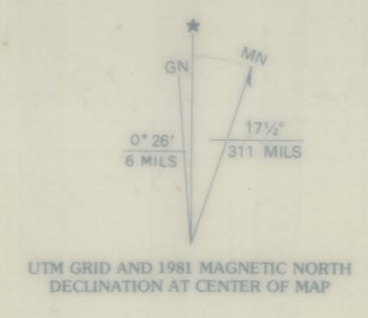 ★
MN
GN
0° 26′
6 MILS
17½°
311 MILS
UTM GRID AND 1981 MAGNETIC NORTH
DECLINATION AT CENTER OF MAP